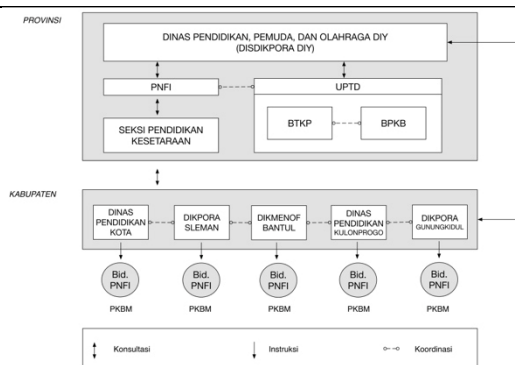 PROVINSI
DINAS PENDIDIKAN, PEMUDA, DAN OLAHRAGA DIY
(DISDIKPORA DIY)
PNFI
UPTD
SEKSI PENDIDIKAN
KESETARAAN
BTKP
BPKB
KABUPATEN
DINAS
PENDIDIKAN
KOTA
DIKPORA
SLEMAN
DIKMENOF
BANTUL
DINAS
PENDIDIKAN
KULONPROGO
DIKPORA
GUNUNGKIDUL
Bid.
PNFI
Bid.
PNFI
Bid.
PNFI
Bid.
PNFI
Bid.
PNFI
PKBM
PKBM
PKBM
PKBM
PKBM
Konsultasi
Instruksi
Koordinasi